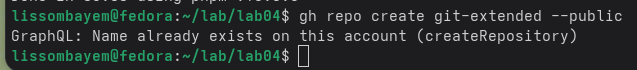 lissombayem@fedora:~/lab/lab04$ gh repo create git-extended --public
GraphQL: Name already exists on this account (createRepository)
lissombayem@fedora:~/lab/lab04$